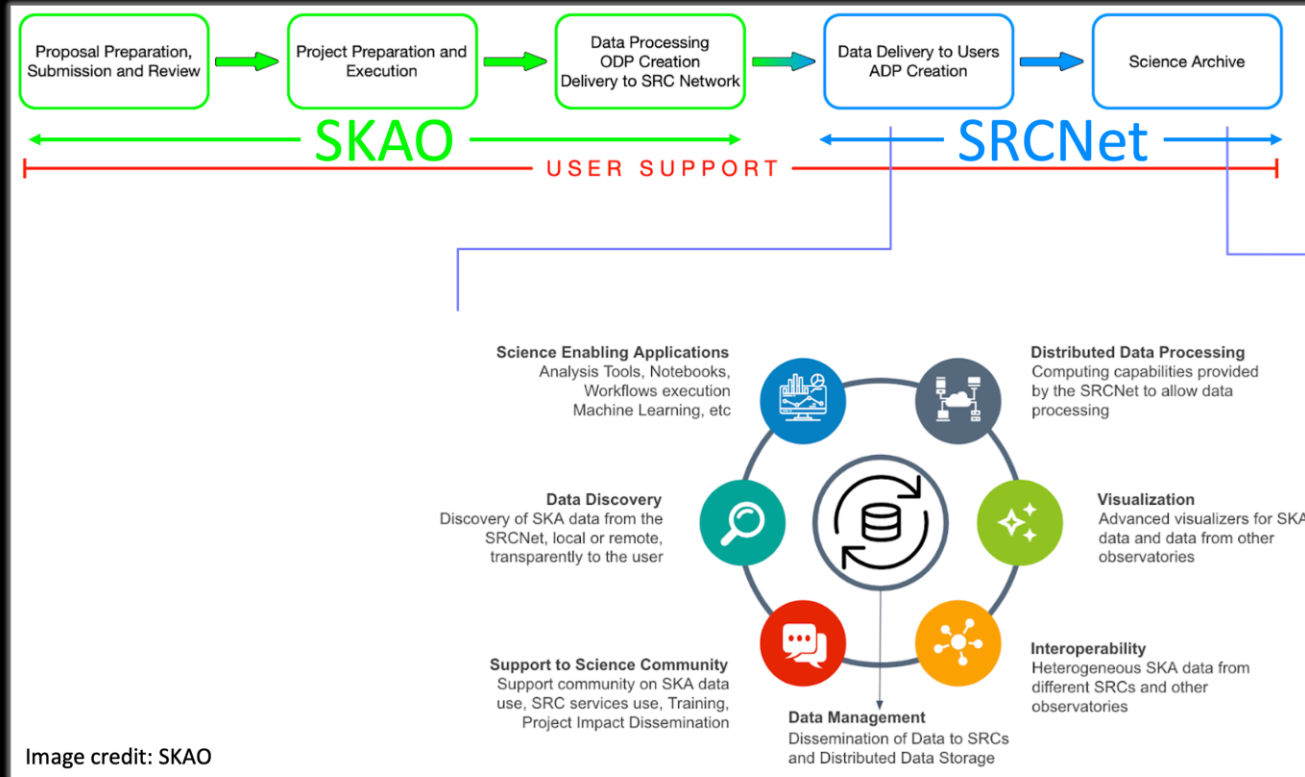 Proposal Preparation,
Submission and Review
Project Preparation and
Execution
Data Processing
ODP Creation
Delivery to SRC Network
Data Delivery to Users
ADP Creation
Science Archive
SKAO
SRCNet
USER SUPPORT
Science Enabling Applications
Analysis Tools, Notebooks,
Workflows execution
Machine Learning, etc
Distributed Data Processing
Computing capabilities provided
by the SRCNet to allow data
processing
Data Discovery
Discovery of SKA data from the
SRCNet, local or remote,
transparently to the user
Visualization
Advanced visualizers for SKA
data and data from other
observatories
Support to Science Community
Support community on SKA data
use, SRC services use, Training,
Project Impact Dissemination
Interoperability
Heterogeneous SKA data from
different SRCs and other
observatories
Data Management
Dissemination of Data to SRCs
and Distributed Data Storage
Image credit: SKAO